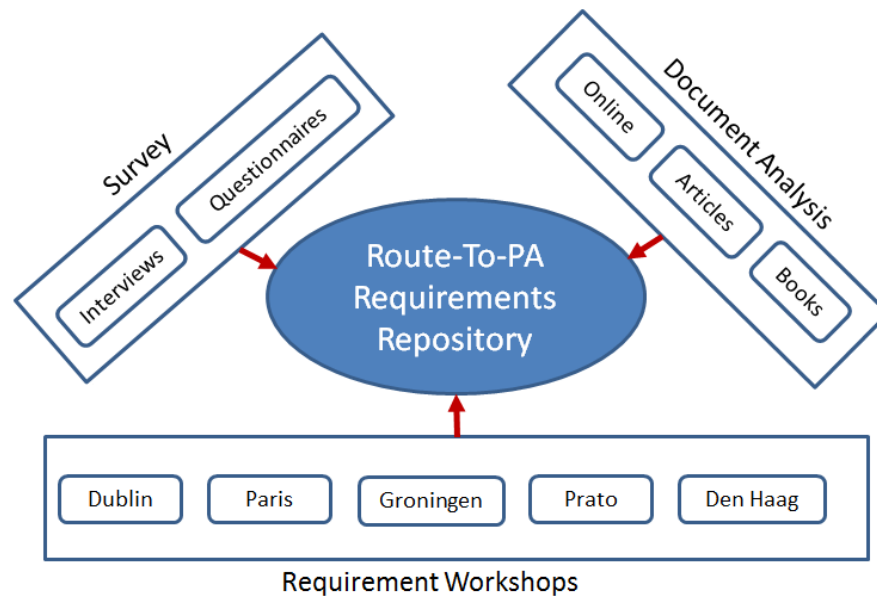 Survey
Questionnaires
Interviews
Document Analysis
Online
Articles
Books
Route-To-PA
Requirements
Repository
Dublin
Paris
Groningen
Prato
Den Haag
Requirement Workshops